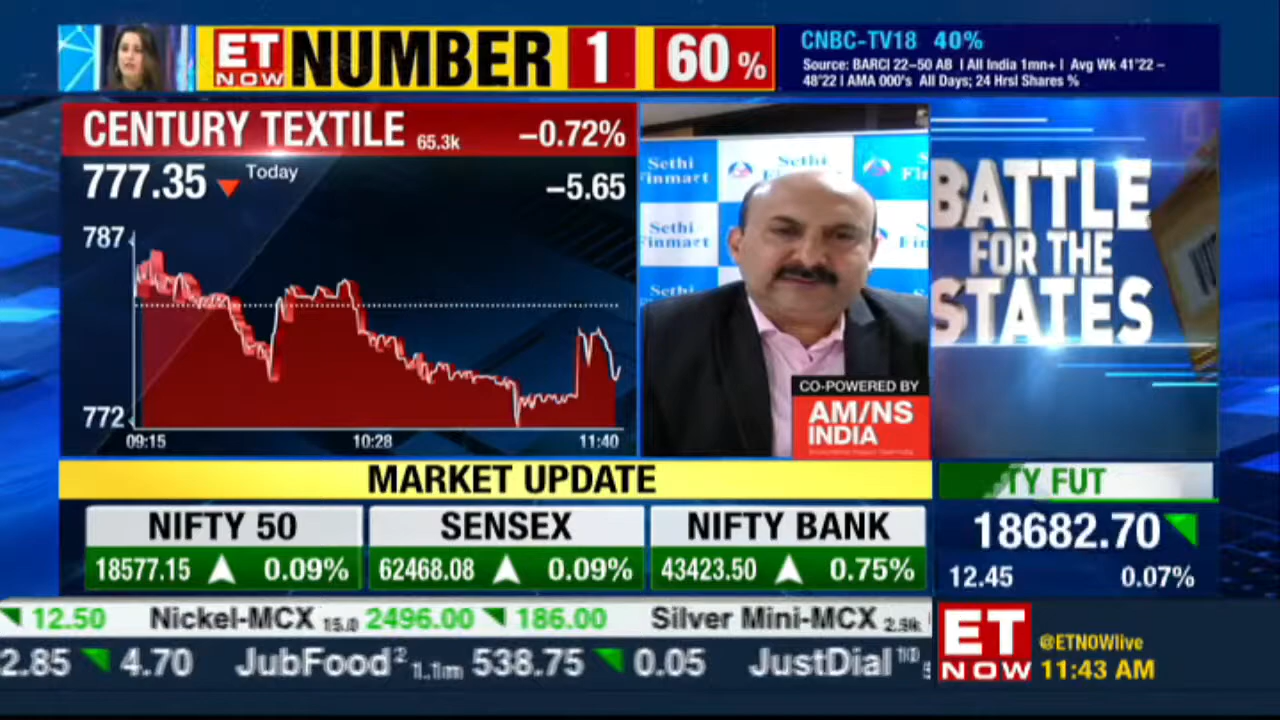 ET NOW NUMBER 1 60%
CNBC-TV18 40%
Source: BARCI 22-50 AB I All India 1mn+ I Avg Wk 41'22 –
48'22 I AMA 000's All Days; 24 Hrsl Shares %
CENTURY TEXTILE 65.3k -0.72%
777.35 Today -5.65
787
772
09:15 10:28 11:40
Sethi Finmart
Sethi
Sethi Finmart
Sethi
CO-POWERED BY
AM/NS
INDIA
BATTLE
FOR THE
STATES
MARKET UPDATE
NIFTY 50 SENSEX NIFTY BANK
18577.15 0.09% 62468.08 0.09% 43423.50 0.75%
TY FUT
18682.70
12.45 0.07%
12.50 Nickel-MCX 15.0 2496.00 186.00 Silver Mini-MCX
2.85 4.70 JubFood² 1.1m 538.75 0.05 JustDial
ET NOW
@ETNOWlive
11:43 AM